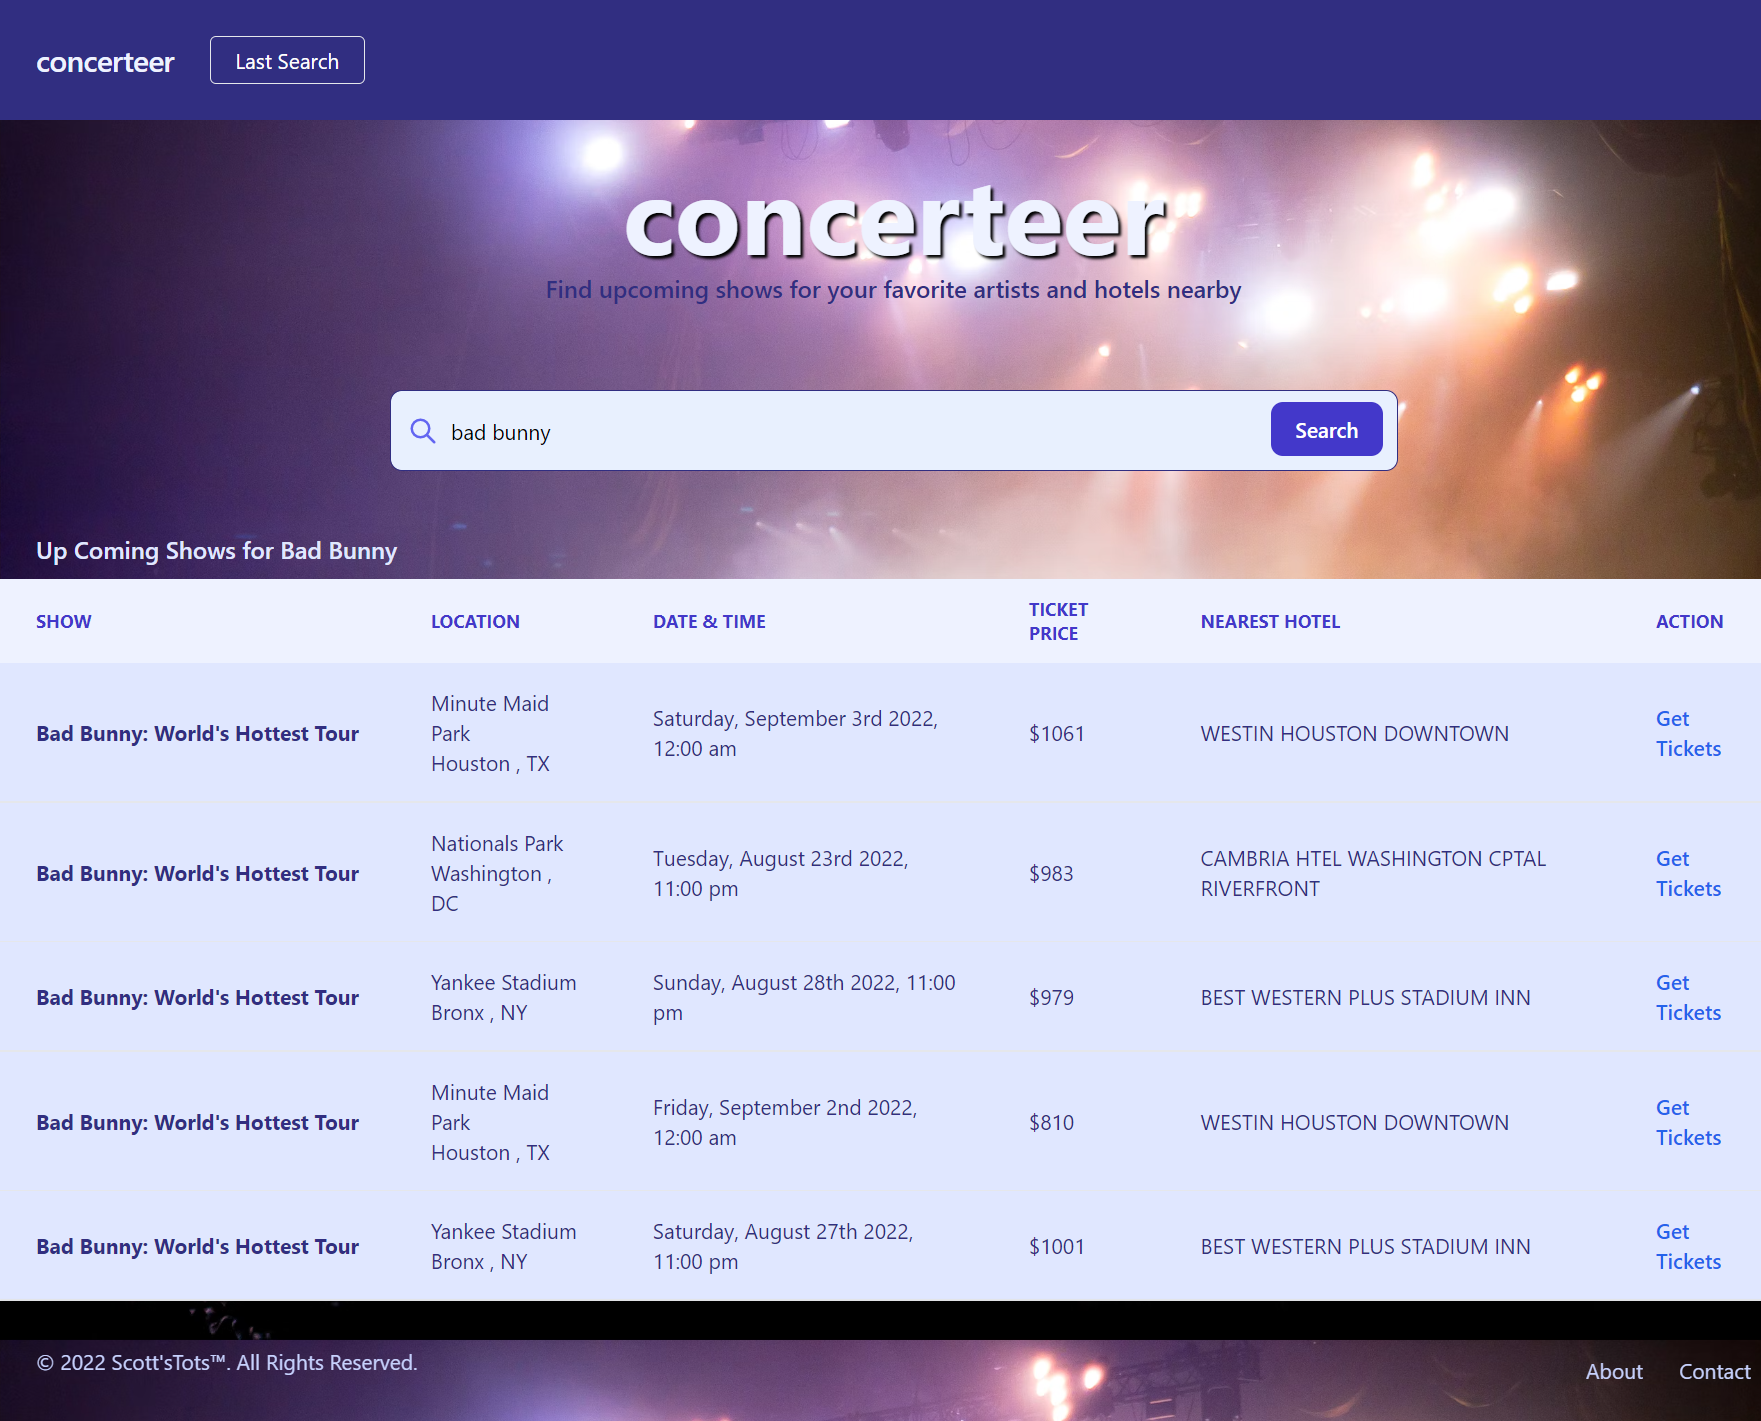 concerteer
Last Search
concerteer
Find upcoming shows for your favorite artists and hotels nearby
bad bunny
Search
Up Coming Shows for Bad Bunny
SHOW
LOCATION
DATE & TIME
TICKET
PRICE
NEAREST HOTEL
ACTION
Bad Bunny: World's Hottest Tour
Minute Maid
Park
Houston , TX
Saturday, September 3rd 2022,
12:00 am
$1061
WESTIN HOUSTON DOWNTOWN
Get
Tickets
Bad Bunny: World's Hottest Tour
Nationals Park
Washington ,
DC
Tuesday, August 23rd 2022,
11:00 pm
$983
CAMBRIA HTEL WASHINGTON CPTAL
RIVERFRONT
Get
Tickets
Bad Bunny: World's Hottest Tour
Yankee Stadium
Bronx , NY
Sunday, August 28th 2022, 11:00
pm
$979
BEST WESTERN PLUS STADIUM INN
Get
Tickets
Bad Bunny: World's Hottest Tour
Minute Maid
Park
Houston , TX
Friday, September 2nd 2022,
12:00 am
$810
WESTIN HOUSTON DOWNTOWN
Get
Tickets
Bad Bunny: World's Hottest Tour
Yankee Stadium
Bronx , NY
Saturday, August 27th 2022,
11:00 pm
$1001
BEST WESTERN PLUS STADIUM INN
Get
Tickets
© 2022 Scott'sTots™. All Rights Reserved.
About
Contact